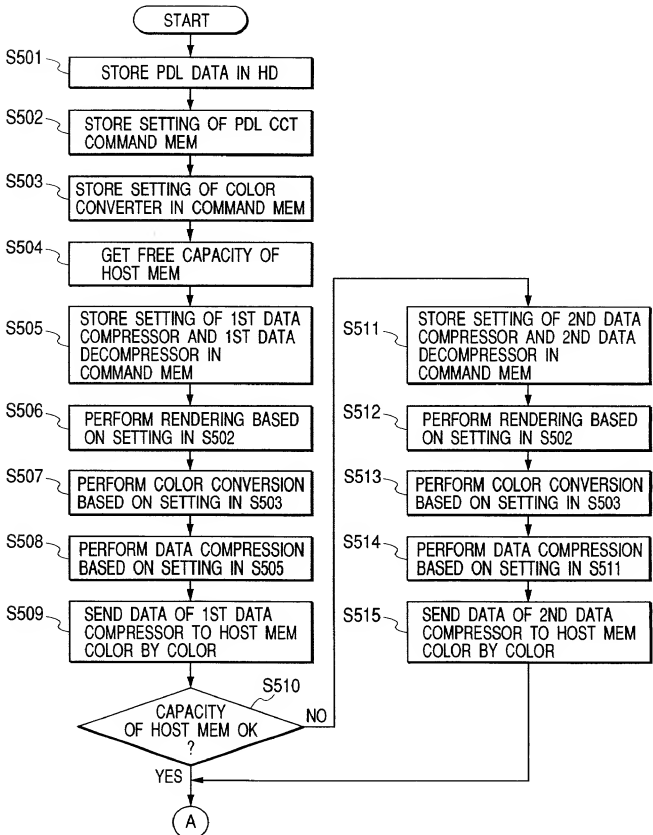 START
S501
STORE PDL DATA IN HD
S502
STORE SETTING OF PDL CCT
COMMAND MEM
S503
STORE SETTING OF COLOR
CONVERTER IN COMMAND MEM
S504
GET FREE CAPACITY OF
HOST MEM
S505
STORE SETTING OF 1ST DATA
COMPRESSOR AND 1ST DATA
DECOMPRESSOR IN
COMMAND MEM
S506
PERFORM RENDERING BASED
ON SETTING IN S502
S507
PERFORM COLOR CONVERSION
BASED ON SETTING IN S503
S508
PERFORM DATA COMPRESSION
BASED ON SETTING IN S505
S509
SEND DATA OF 1ST DATA
COMPRESSOR TO HOST MEM
COLOR BY COLOR
S510
CAPACITY
OF HOST MEM OK
?
NO
YES
A
S511
STORE SETTING OF 2ND DATA
COMPRESSOR AND 2ND DATA
DECOMPRESSOR IN
COMMAND MEM
S512
PERFORM RENDERING BASED
ON SETTING IN S502
S513
PERFORM COLOR CONVERSION
BASED ON SETTING IN S503
S514
PERFORM DATA COMPRESSION
BASED ON SETTING IN S511
S515
SEND DATA OF 2ND DATA
COMPRESSOR TO HOST MEM
COLOR BY COLOR